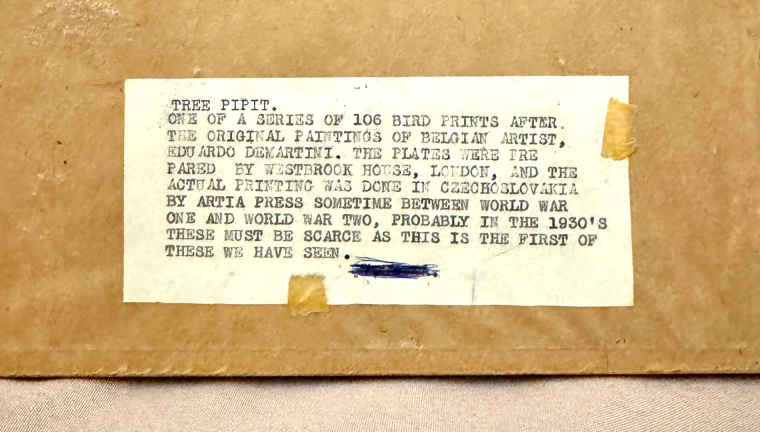 TREE PIPIT.
ONE OF A SERIES OF 106 BIRD PRINTS AFTER
THE ORIGINAL PAINTINGS OF BELGIAN ARTIST,
EDUARDO DEMARTINI. THE PLATES WERE PRE
PARED BY WESTBROOK HOUSE, LONDON, AND THE
ACTUAL PRINTING WAS DONE IN CZECHOSLOVAKIA
BY ARTIA PRESS SOMETIME BETWEEN WORLD WAR
ONE AND WORLD WAR TWO, PROBABLY IN THE 1930'S
THESE MUST BE SCARCE AS THIS IS THE FIRST OF
THESE WE HAVE SEEN.